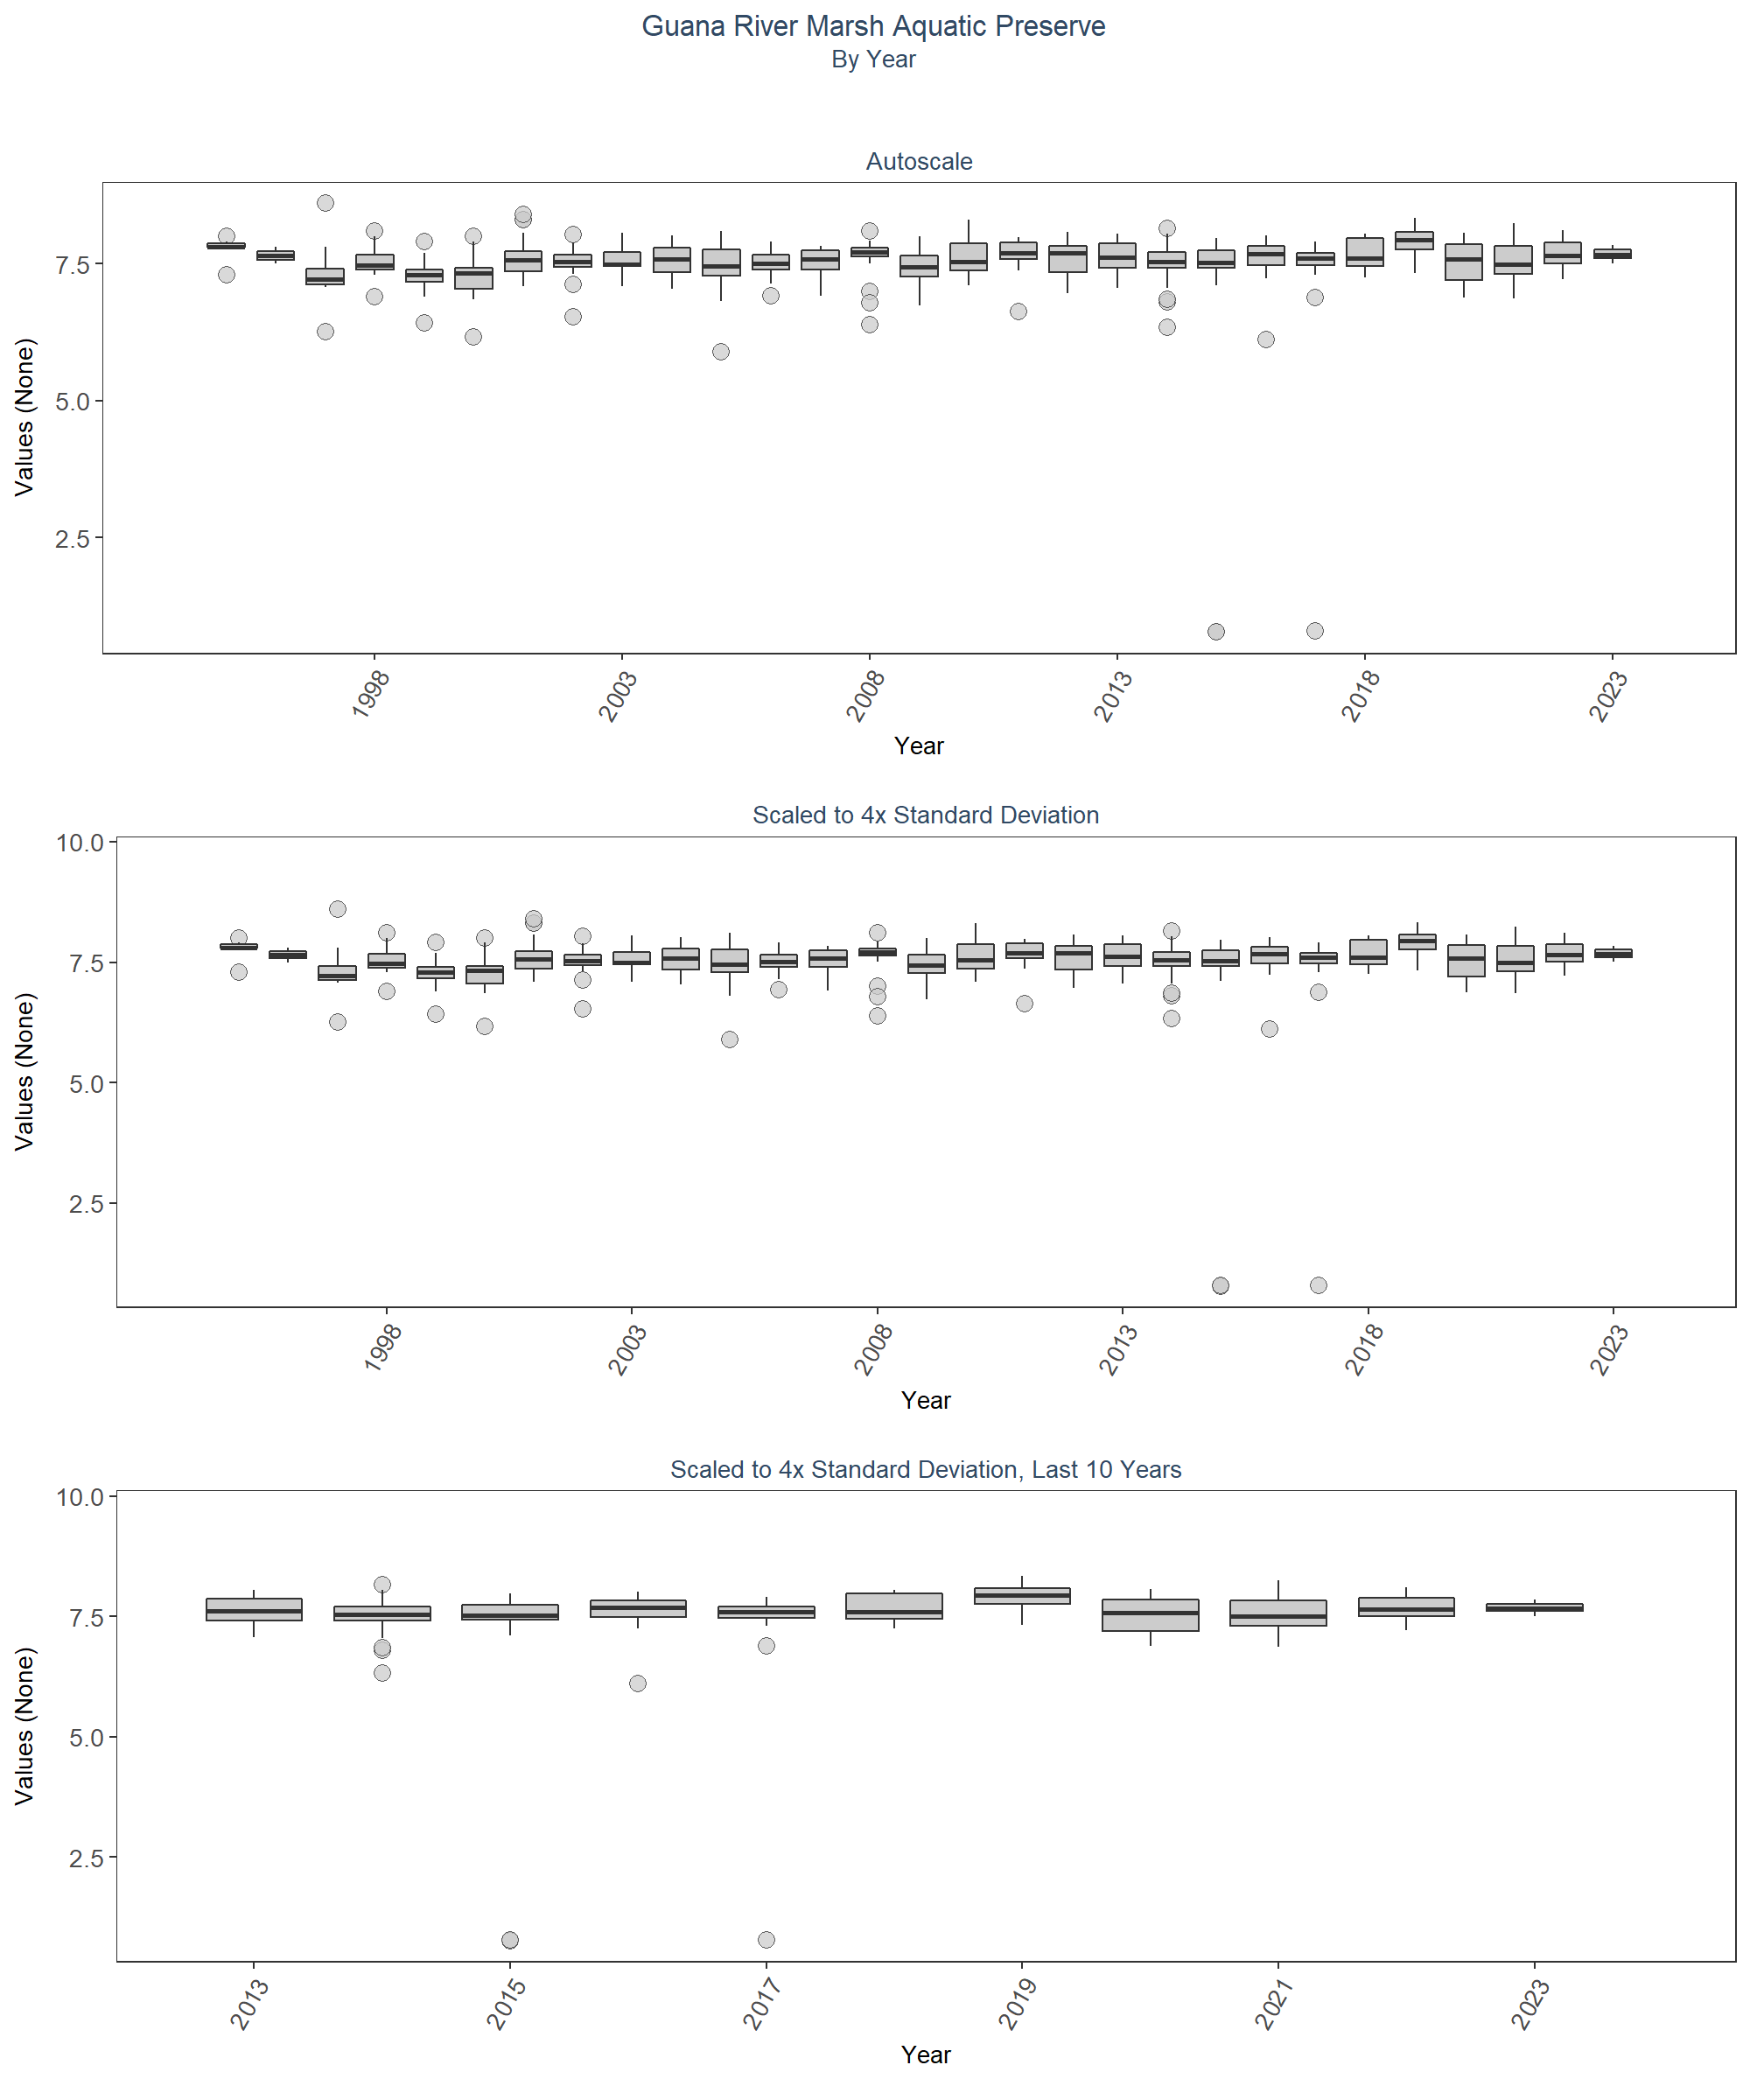 Guana River Marsh Aquatic Preserve
By Year
Autoscale
Values (None)
7.5
5.0
2.5
1998
2003
2008
2013
2018
2023
Year
Scaled to 4x Standard Deviation
Values (None)
10.0
7.5
5.0
2.5
1998
2003
2008
2013
2018
2023
Year
Scaled to 4x Standard Deviation, Last 10 Years
Values (None)
10.0
7.5
5.0
2.5
2013
2015
2017
2019
2021
2023
Year